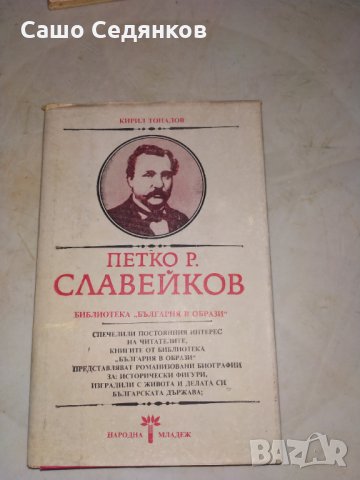 Сашо Седянков
КИРИЛ ТОПАЛОВ
ПЕТКО Р.
СЛАВЕЙКОВ
БИБЛИОТЕКА „БЪЛГАРИЯ В ОБРАЗИ“
СПЕЧЕЛИЛИ ПОСТОЯННИЯ ИНТЕРЕС
НА ЧИТАТЕЛИТЕ,
КНИГИТЕ ОТ БИБЛИОТЕКА
„БЪЛГАРИЯ В ОБРАЗИ“
ПРЕДСТАВЯТ РОМАНИЗОВАНИ БИОГРАФИИ
ЗА: ИСТОРИЧЕСКИ ФИГУРИ,
ИЗГРАДИЛИ С ЖИВОТА И ДЕЛАТА СИ
БЪЛГАРСКАТА ДЪРЖАВА;
НАРОДНА МЛАДЕЖ
BAZAR